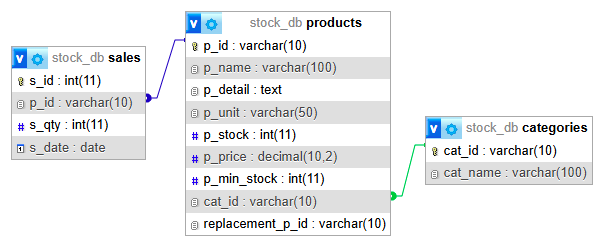 stock_db sales
s_id : int(11)
p_id : varchar(10)
s_qty : int(11)
s_date : date
stock_db products
p_id : varchar(10)
p_name : varchar(100)
p_detail : text
p_unit : varchar(50)
p_stock : int(11)
p_price : decimal(10,2)
p_min_stock : int(11)
cat_id : varchar(10)
replacement_p_id : varchar(10)
stock_db categories
cat_id : varchar(10)
cat_name : varchar(100)